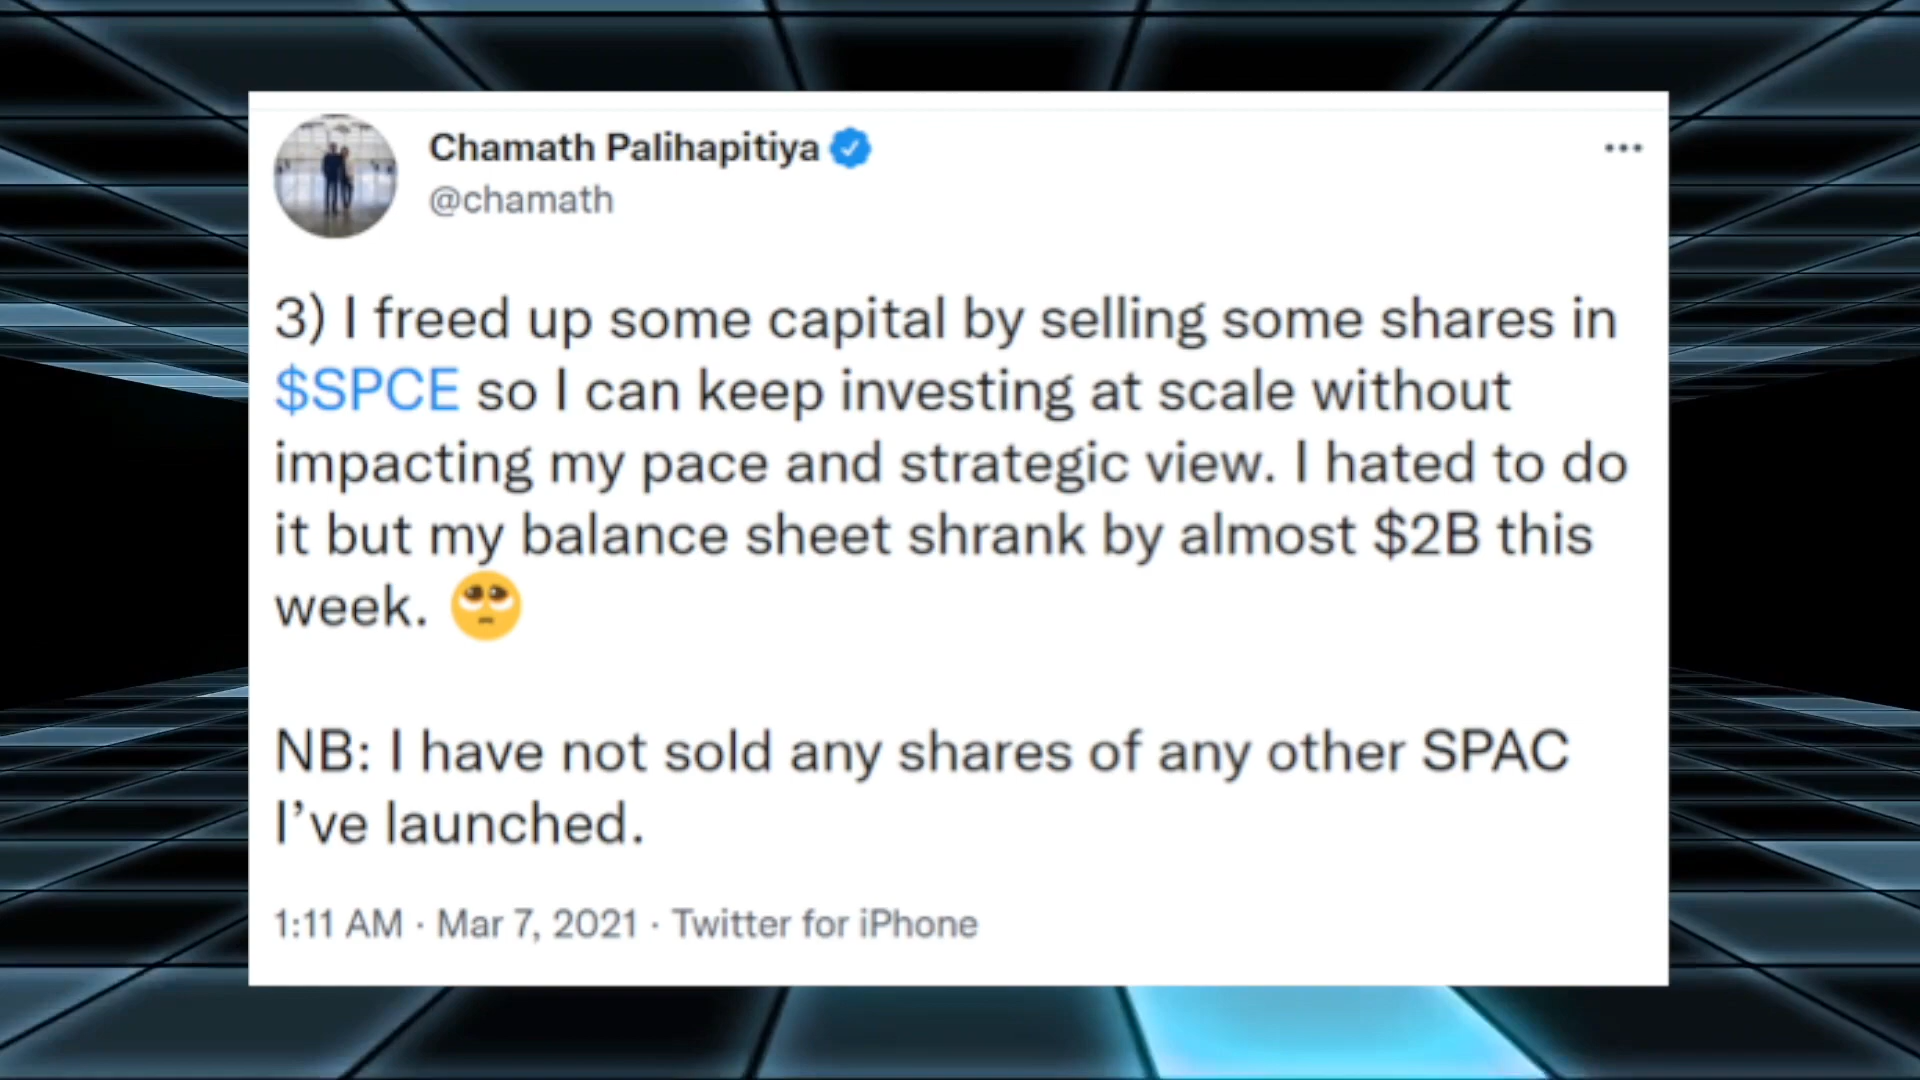 Chamath Palihapitiya
@chamath
3) I freed up some capital by selling some shares in
$SPCE so I can keep investing at scale without
impacting my pace and strategic view. I hated to do
it but my balance sheet shrank by almost $2B this
week. 🥺
NB: I have not sold any shares of any other SPAC
I’ve launched.
1:11 AM · Mar 7, 2021 · Twitter for iPhone